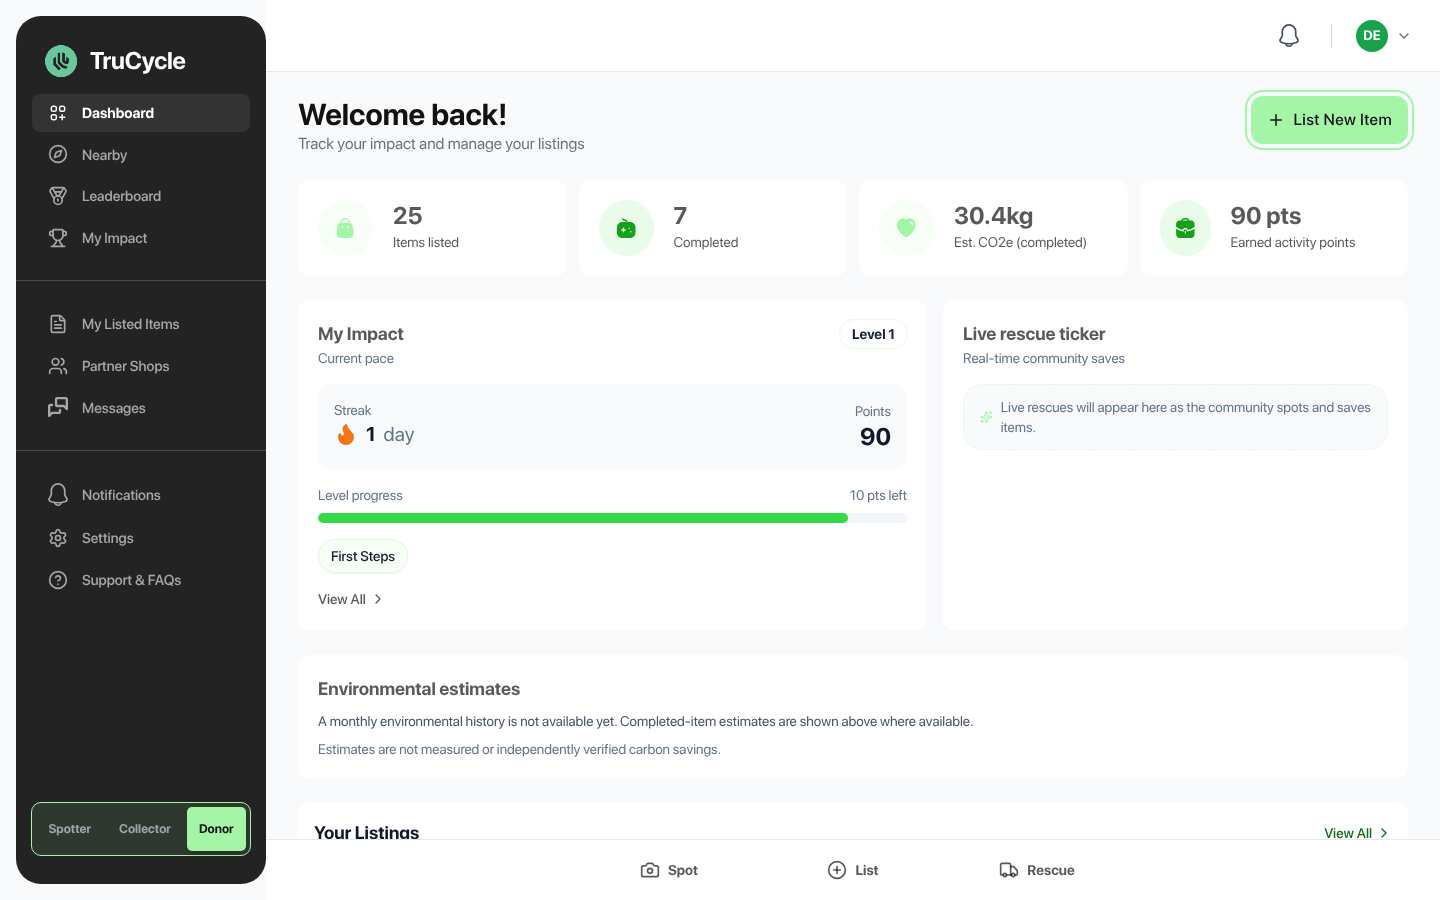 TruCycle
Dashboard
Nearby
Leaderboard
My Impact
My Listed Items
Partner Shops
Messages
Notifications
Settings
Support & FAQs
Spotter
Collector
Donor
DE
Welcome back!
Track your impact and manage your listings
List New Item
25
Items listed
7
Completed
30.4kg
Est. CO2e (completed)
90 pts
Earned activity points
My Impact
Level 1
Current pace
Streak
1 day
Points
90
Level progress
10 pts left
First Steps
View All
Live rescue ticker
Real-time community saves
Live rescues will appear here as the community spots and saves
items.
Environmental estimates
A monthly environmental history is not available yet. Completed-item estimates are shown above where available.
Estimates are not measured or independently verified carbon savings.
Your Listings
View All
Spot
List
Rescue